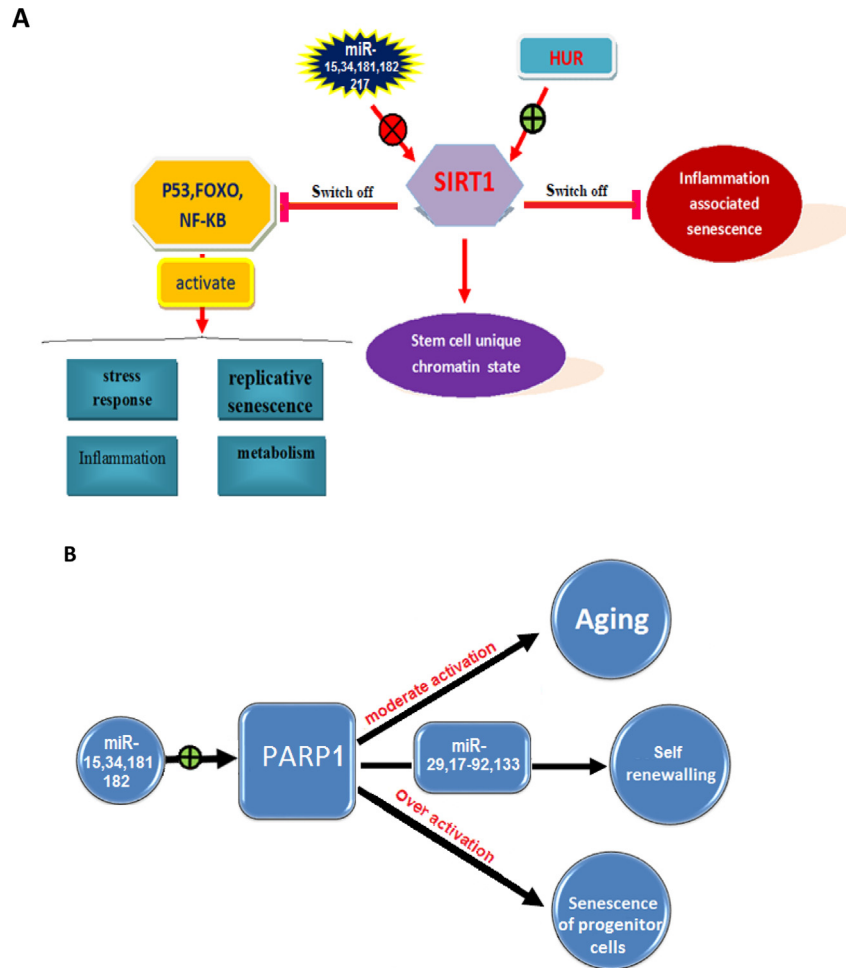 A
miR-
15,34,181,182
217
HUR
SIRT1
P53,FOXO,
NF-KB
Switch off
Switch off
Inflammation
associated
senescence
activate
Stem cell unique
chromatin state
stress
response
replicative
senescence
Inflammation
metabolism
B
Aging
moderate activation
miR-
15,34,181
182
PARP1
miR-
29,17-92,133
Self
renewalling
Over activation
Senescence
of progenitor
cells